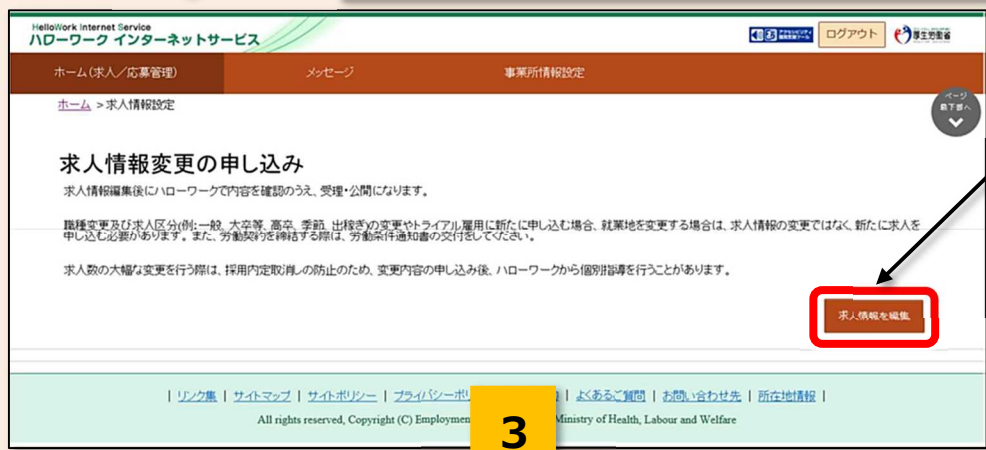 HelloWork Internet Service
ハローワーク インターネットサービス
ログアウト
厚生労働省
ホーム(求人／応募管理)
メッセージ
事業所情報設定
ホーム >求人情報設定
ページ
最下部へ
求人情報変更の申し込み
求人情報編集後にハローワークで内容を確認のうえ、受理・公開になります。
職種変更及び求人区分(例:一般、大卒等、高卒、季節、出稼ぎ)の変更やトライアル雇用に新たに申し込む場合、就業地を変更する場合は、求人情報の変更ではなく、新たに求人を
申し込む必要があります。また、労働契約を締結する際は、労働条件通知書の交付をしてください。
求人数の大幅な変更を行う際は、採用内定取消しの防止のため、変更内容の申し込み後、ハローワークから個別指導を行うことがあります。
求人情報を編集
| リンク集 | サイトマップ | サイトポリシー | プライバシーポリ | よくあるご質問 | お問い合わせ先 | 所在地情報 |
All rights reserved, Copyright (C) Employmen Ministry of Health, Labour and Welfare
3